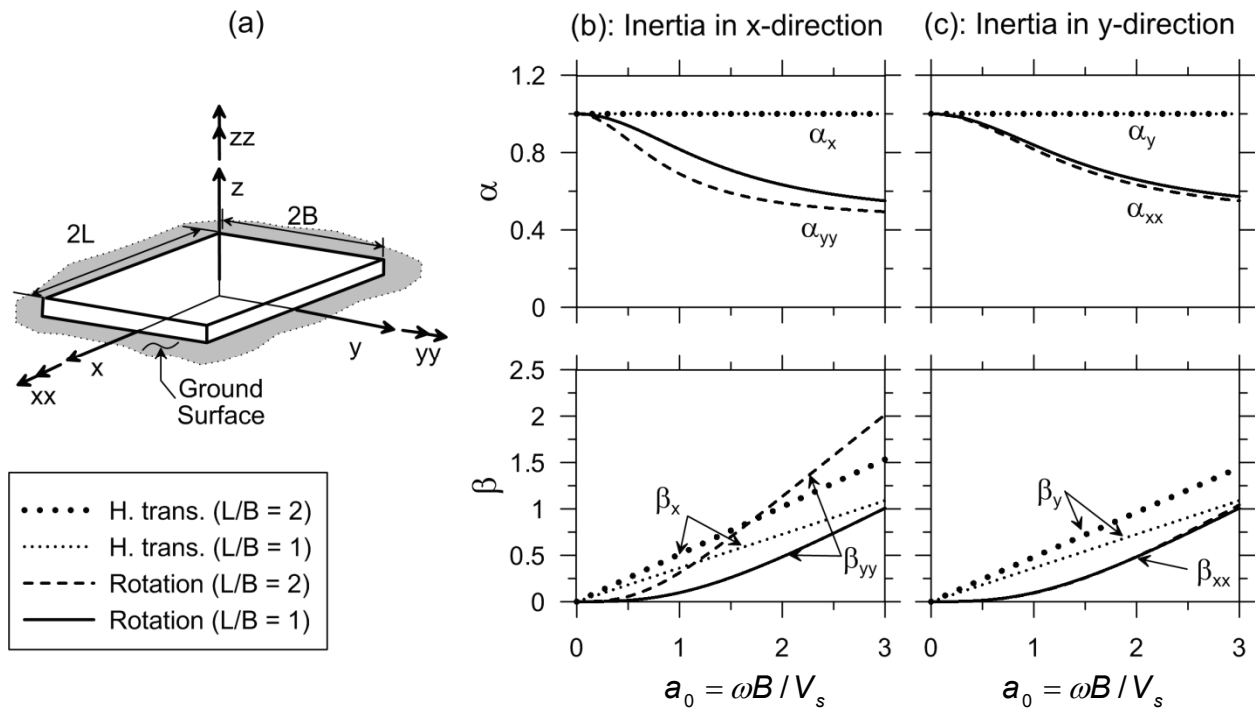 (a)
zz
z
2L
2B
x
xx
y
yy
Ground
Surface
H. trans. (L/B = 2)
H. trans. (L/B = 1)
Rotation (L/B = 2)
Rotation (L/B = 1)
(b): Inertia in x-direction
1.2
0.8
0.4
0
α
αx
αyy
2.5
2
1.5
1
0.5
0
β
βx
βyy
0 1 2 3
a0 = ωB / Vs
(c): Inertia in y-direction
αy
αxx
βy
βxx
0 1 2 3
a0 = ωB / Vs